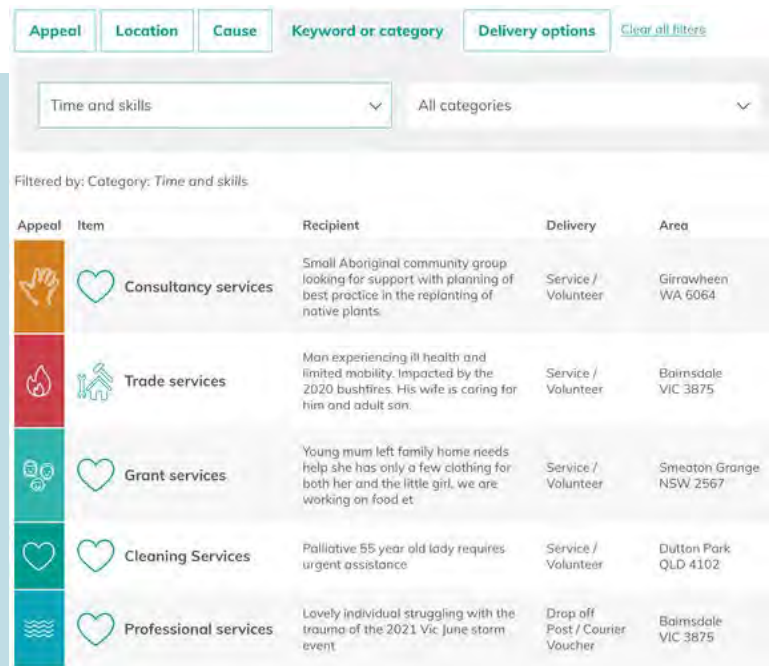 Appeal Location Cause Keyword or category Delivery options Clear all filters
Time and skills All categories
Filtered by: Category: Time and skills
Appeal Item Recipient Delivery Area
Consultancy services
Small Aboriginal community group
looking for support with planning of
best practice in the replanting of
native plants.
Service /
Volunteer
Girrawheen
WA 6064
Trade services
Man experiencing ill health and
limited mobility. Impacted by the
2020 bushfires. His wife is caring for
him and adult son.
Service /
Volunteer
Bairnsdale
VIC 3875
Grant services
Young mum left family home needs
help she has only a few clothing for
both her and the little girl, we are
working on food et
Service /
Volunteer
Smeaton Grange
NSW 2567
Cleaning Services
Palliative 55 year old lady requires
urgent assistance
Service /
Volunteer
Dutton Park
QLD 4102
Professional services
Lovely individual struggling with the
trauma of the 2021 Vic June storm
event
Drop off
Post / Courier
Voucher
Bairnsdale
VIC 3875